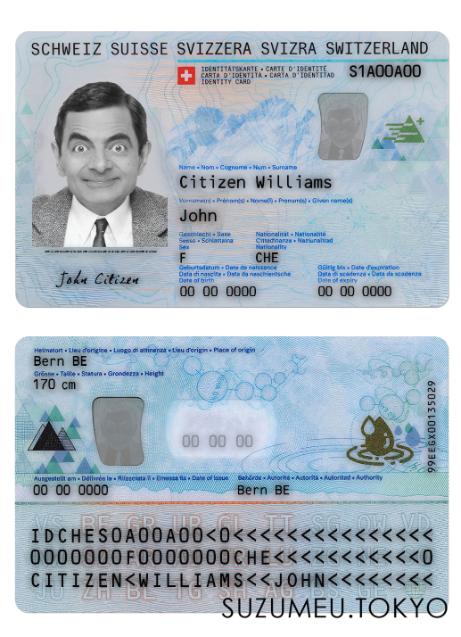 SCHWEIZ SUISSE SVIZZERA SVIZRA SWITZERLAND
IDENTITÄTSKARTE • CARTE D'IDENTITÉ
CARTA D'IDENTITÀ • CARTA D'IDENTITAD
IDENTITY CARD
S1A00A00
Name • Nom • Cognome • Num • Surname
Citizen Williams
Vorname(n) • Prénom(s) • Nome(i) • Prenum(s) • Given name(s)
John
Geschlecht • Sexe Nationalität • Nationalité
Sesso • Schlattaina Cittadinanza • Naziunalitad
Sex Nationality
F CHE
Geburtsdatum • Date de naissance Gültig bis • Date d'expiration
Data di nascita • Data da naschientscha Data di scadenza • Data da scadenza
Date of birth Date of expiry
00 00 0000 00 00 0000
John Citizen
Heimatort • Lieu d'origine • Luogo di attinenza • Lieu d'origin • Place of origin
Bern BE
Grösse • Taille • Statura • Grondezza • Height
170 cm
00 00 00
99EEGX00135029
Ausgestellt am • Délivrée le • Rilasciata il • Emessa ils • Date of issue Behörde • Autorité • Autorità • Autoritad • Authority
00 00 0000 Bern BE
IDCHES0A00A00<0<<<<<<<<<<<<<<<
0000000F0000000CHE<<<<<<<<<<<0
CITIZEN<WILLIAMS<<JOHN<<<<<<<<
SUZUMEU.TOKYO